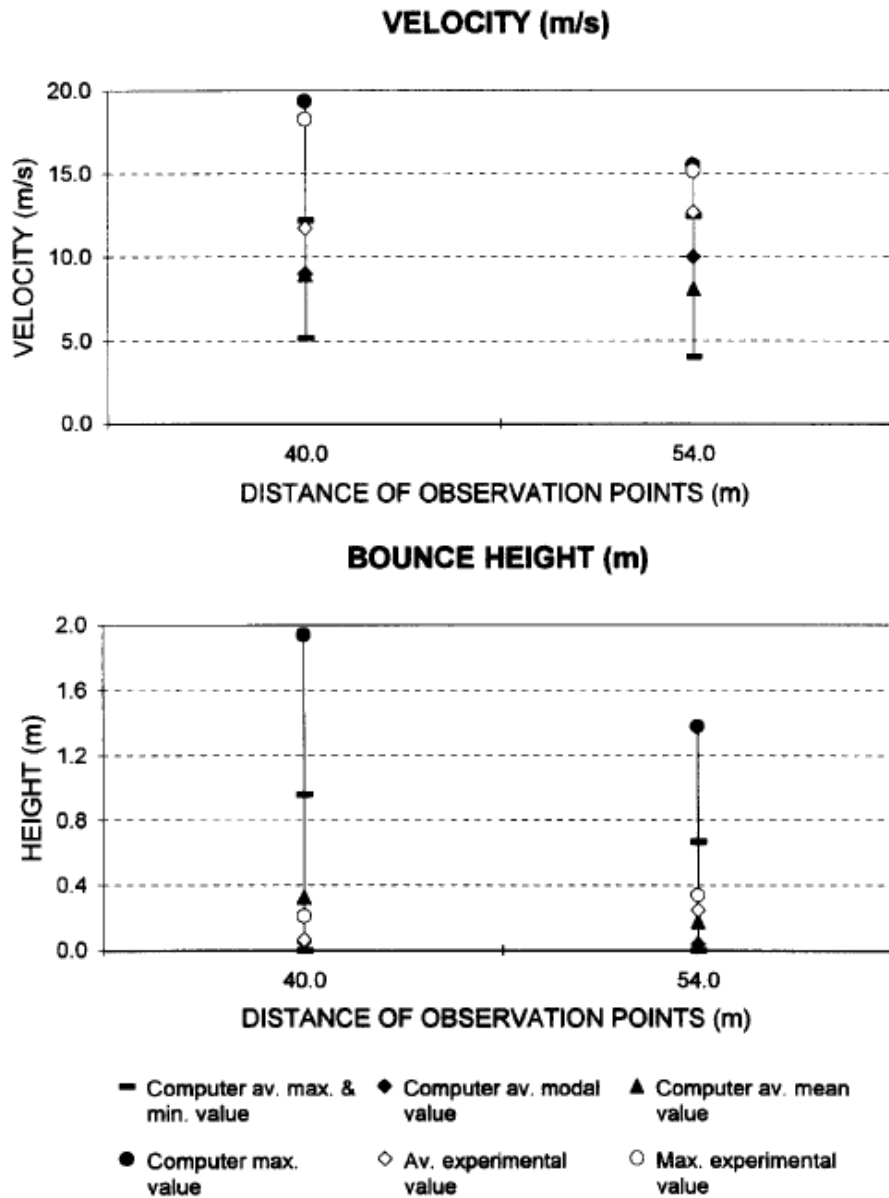 VELOCITY (m/s)
20.0
15.0
10.0
5.0
0.0
VELOCITY (m/s)
40.0 54.0
DISTANCE OF OBSERVATION POINTS (m)
BOUNCE HEIGHT (m)
2.0
1.6
1.2
0.8
0.4
0.0
HEIGHT (m)
40.0 54.0
DISTANCE OF OBSERVATION POINTS (m)
Computer av. max. & Computer av. modal Computer av. mean
min. value value value
Computer max. Av. experimental Max. experimental
value value value